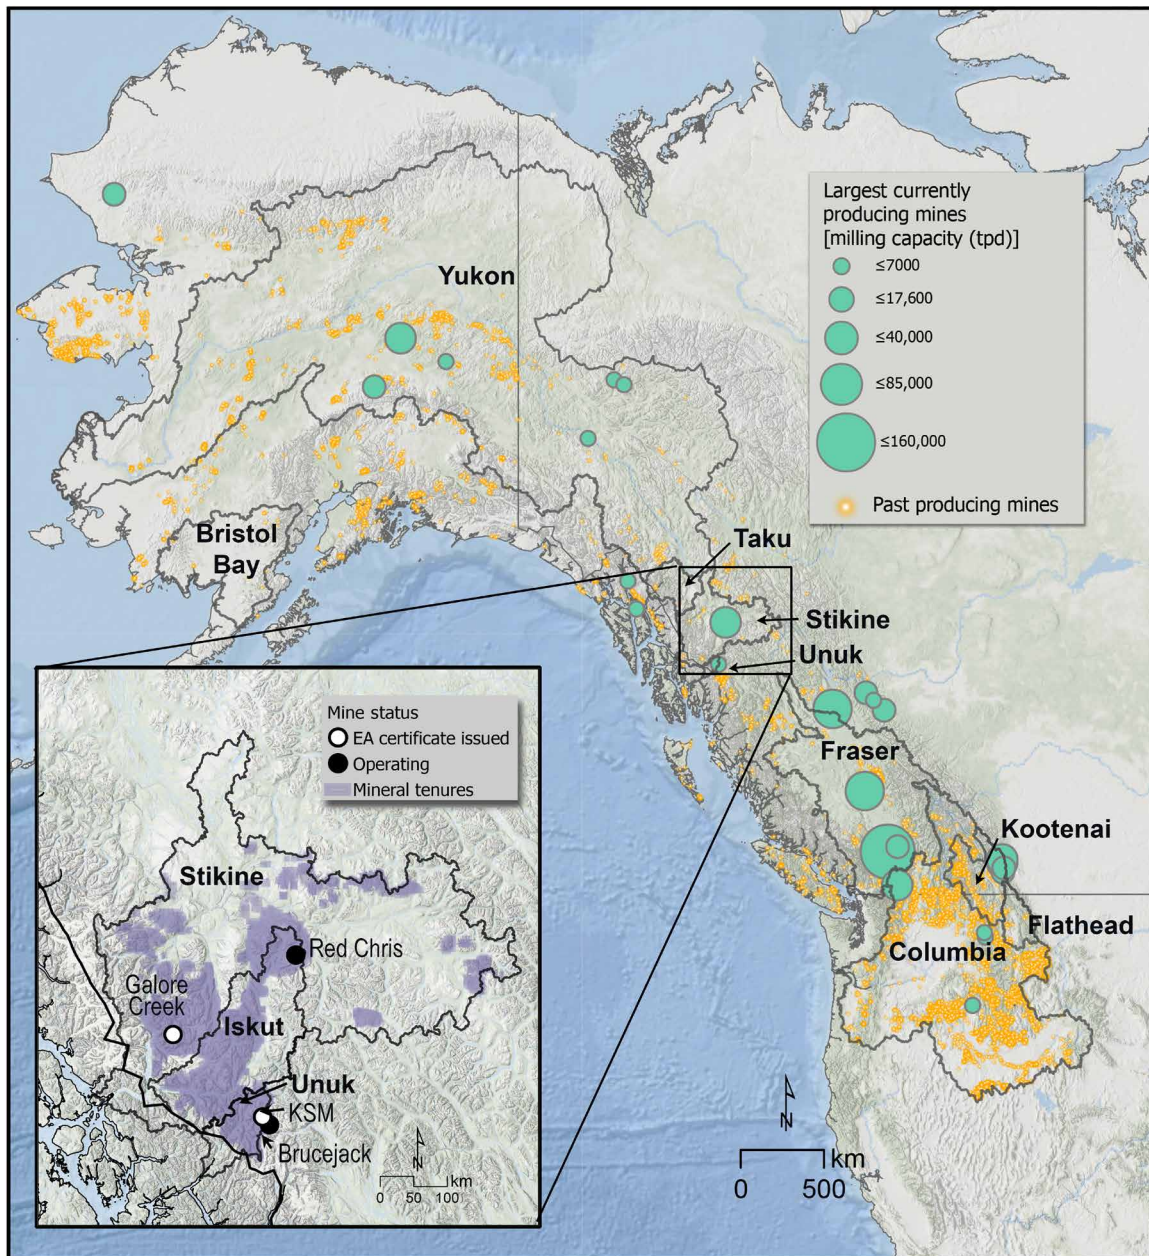 Largest currently
producing mines
[milling capacity (tpd)]
≤7000
≤17,600
≤40,000
≤85,000
≤160,000
Past producing mines
Yukon
Bristol
Bay
Taku
Stikine
Unuk
Fraser
Kootenai
Flathead
Columbia
km
0 500
N
Mine status
EA certificate issued
Operating
Mineral tenures
Stikine
Red Chris
Galore
Creek
Iskut
Unuk
KSM
Brucejack
N
km
0 50 100